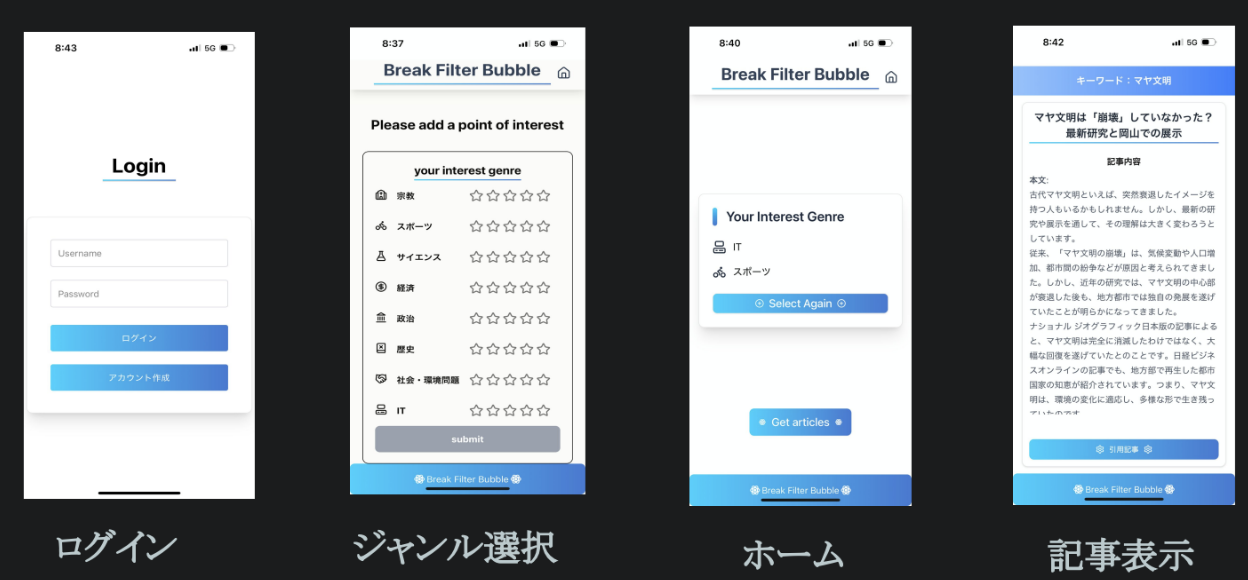 8:43
5G
Login
Username
Password
ログイン
アカウント作成
ログイン
8:37
5G
Break Filter Bubble
Please add a point of interest
your interest genre
宗教
スポーツ
サイエンス
経済
政治
歴史
社会・環境問題
IT
submit
Break Filter Bubble
ジャンル選択
8:40
5G
Break Filter Bubble
Your Interest Genre
IT
スポーツ
Select Again
Get articles
Break Filter Bubble
ホーム
8:42
5G
キーワード：マヤ文明
マヤ文明は「崩壊」していなかった？
最新研究と岡山での展示
記事内容
本文:
古代マヤ文明といえば、突然衰退したイメージを
持つ人もいるかもしれません。しかし、最新の研
究や展示を通して、その理解は大きく変わろうと
しています。
従来、「マヤ文明の崩壊」は、気候変動や人口増
加、都市間の紛争などが原因と考えられてきまし
た。しかし、近年の研究では、マヤ文明の中心部
が衰退した後も、地方都市では独自の発展を遂げ
ていたことが明らかになってきました。
ナショナル ジオグラフィック日本版の記事による
と、マヤ文明は完全に消滅したわけではなく、大
幅な回復を遂げていたとのことです。日経ビジネ
スオンラインの記事でも、地方部で再生した都市
国家の知恵が紹介されています。つまり、マヤ文
明は、環境の変化に適応し、多様な形で生き残っ
ていたのです
引用記事
Break Filter Bubble
記事表示